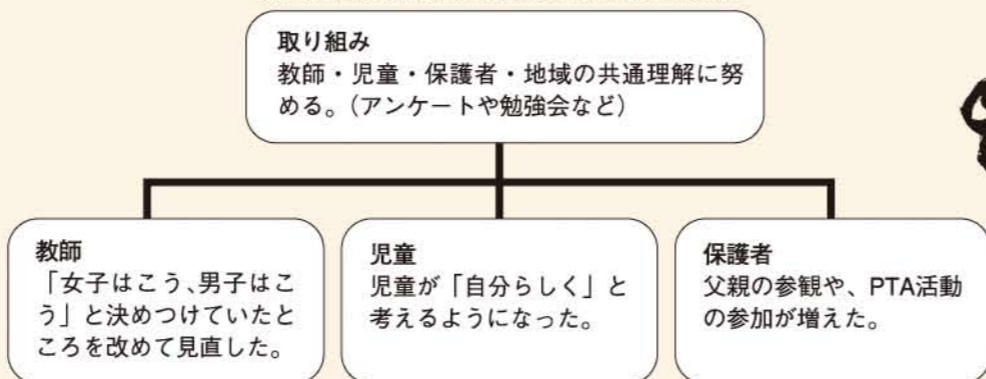 取り組み
教師・児童・保護者・地域の共通理解に努
める。（アンケートや勉強会など）
教師
「女子はこう、男子はこ
う」と決めつけていたと
ころを改めて見直した。
児童
児童が「自分らしく」と
考えるようになった。
保護者
父親の参観や、PTA活動
の参加が増えた。